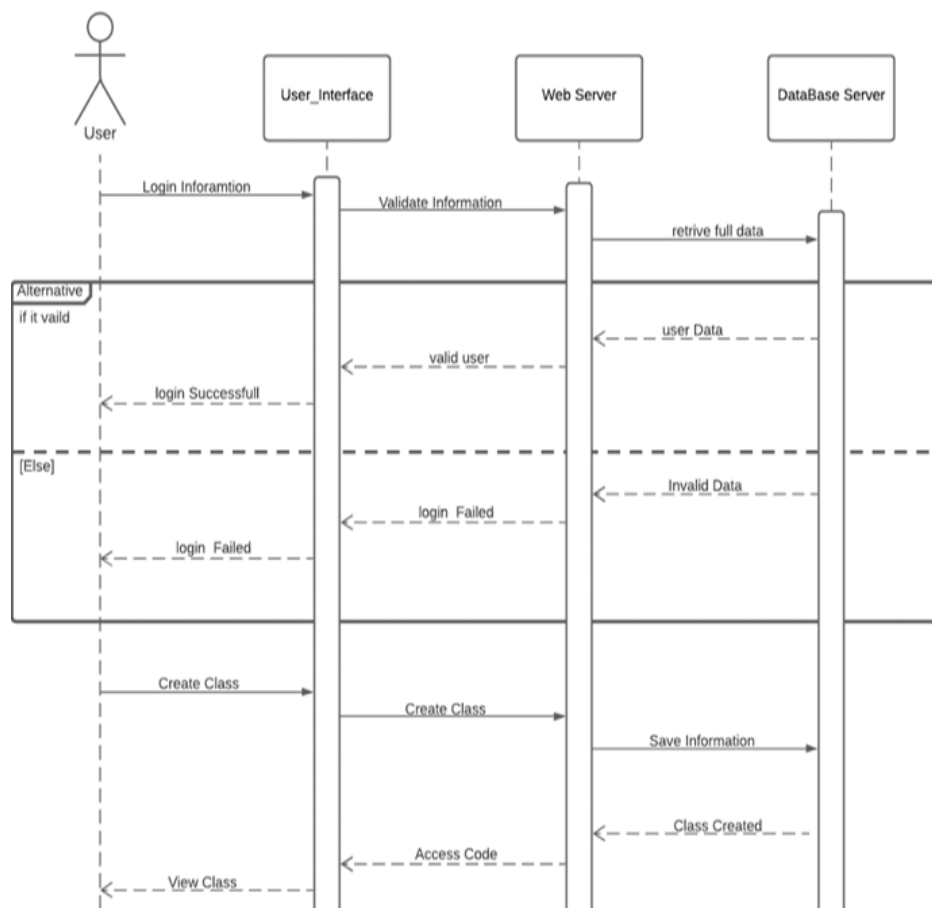 User
User_Interface
Web Server
DataBase Server
Login Inforamtion
Validate Information
retrive full data
Alternative
if it vaild
user Data
valid user
login Successfull
[Else]
Invalid Data
login Failed
login Failed
Create Class
Create Class
Save Information
Class Created
Access Code
View Class